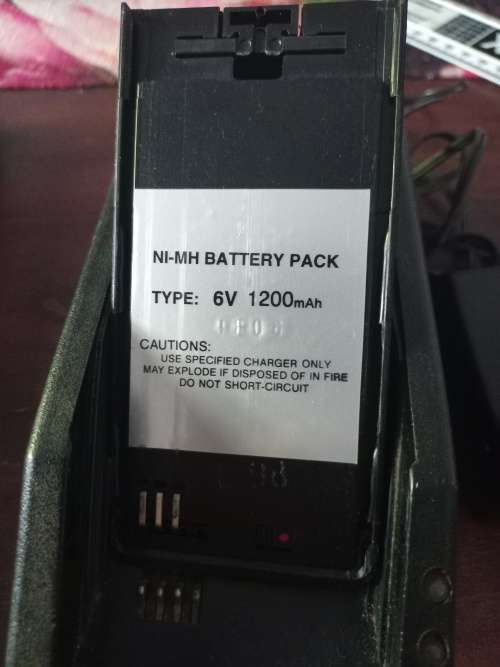 NI-MH BATTERY PACK
TYPE: 6V 1200mAh
CAUTIONS:
USE SPECIFIED CHARGER ONLY
MAY EXPLODE IF DISPOSED OF IN FIRE
DO NOT SHORT-CIRCUIT